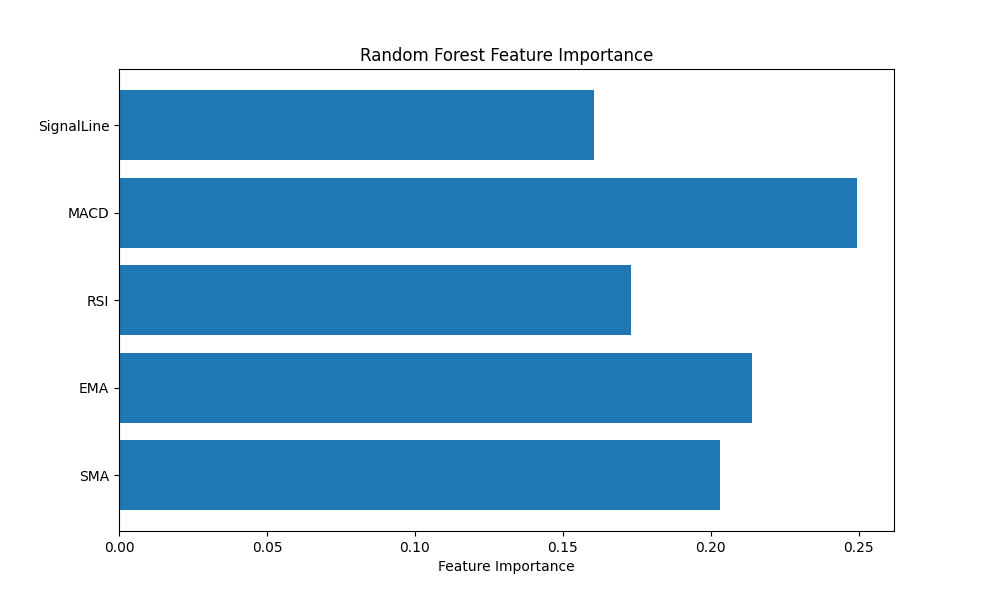 Random Forest Feature Importance
SignalLine
MACD
RSI
EMA
SMA
0.00 0.05 0.10 0.15 0.20 0.25
Feature Importance